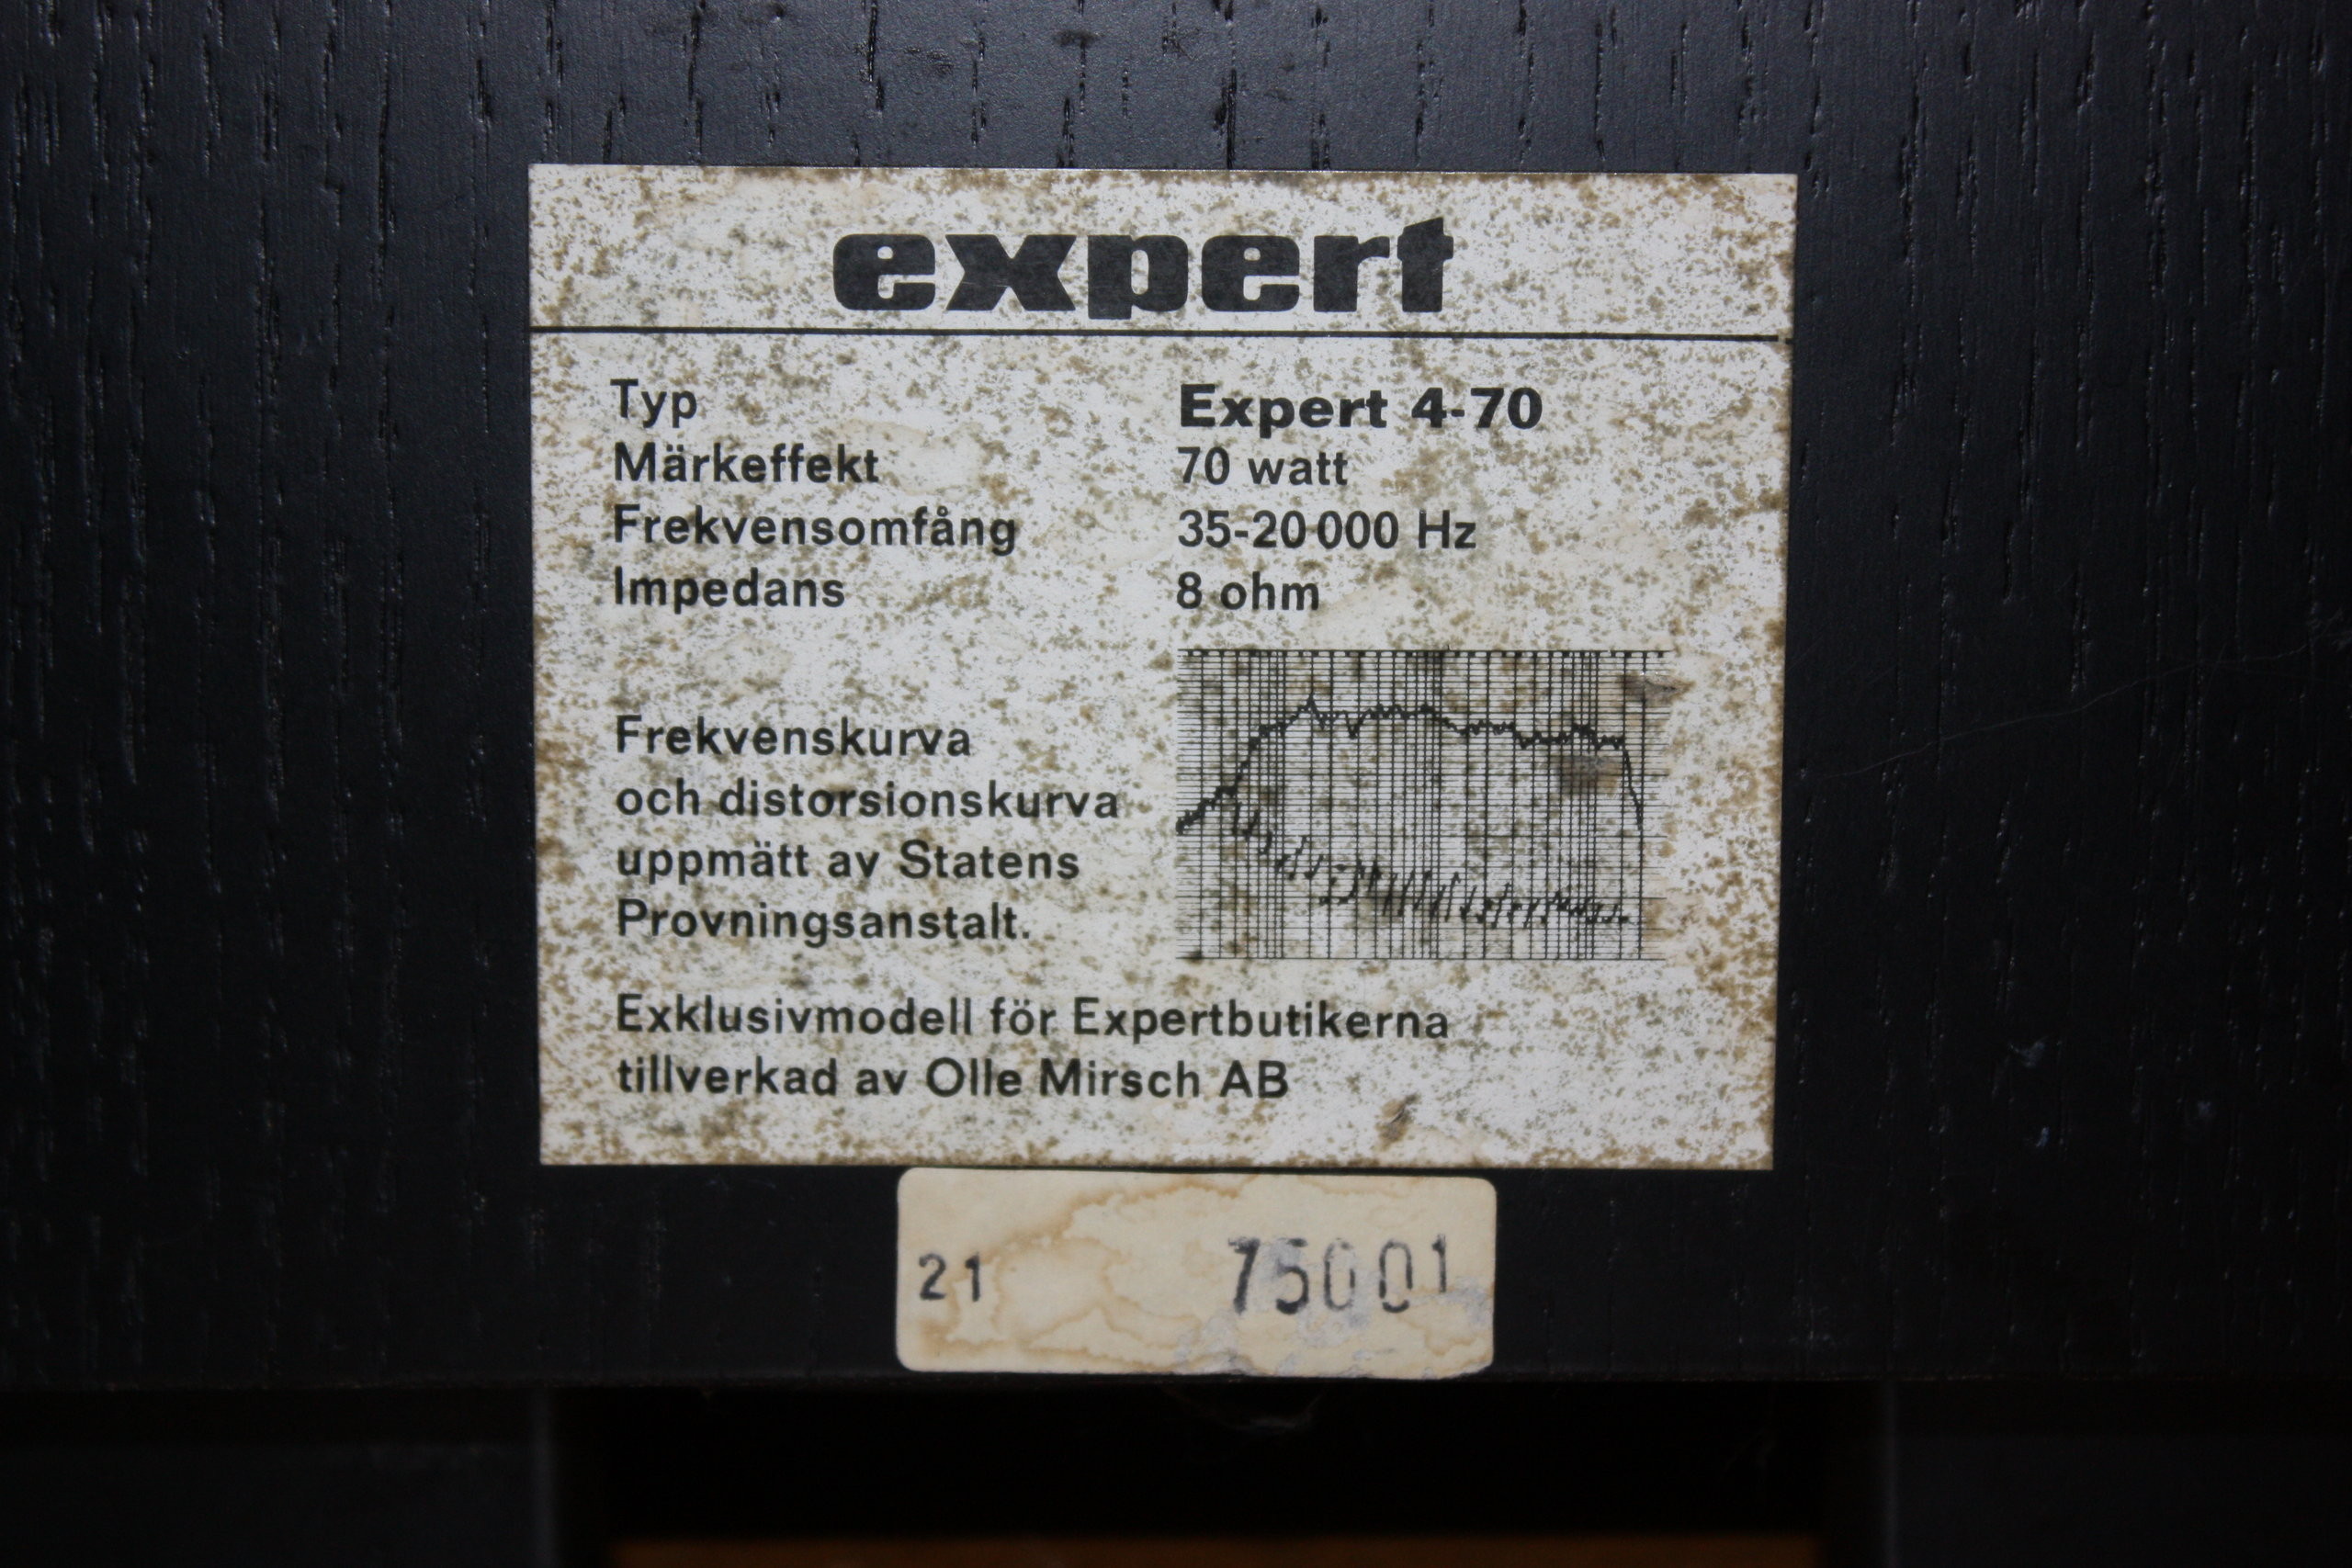 expert
Typ Expert 4-70
Märkeffekt 70 watt
Frekvensomfång 35-20 000 Hz
Impedans 8 ohm
Frekvenskurva
och distorsionskurva
uppmätt av Statens
Provningsanstalt.
Exklusivmodell för Expertbutikerna
tillverkad av Olle Mirsch AB
21 75001